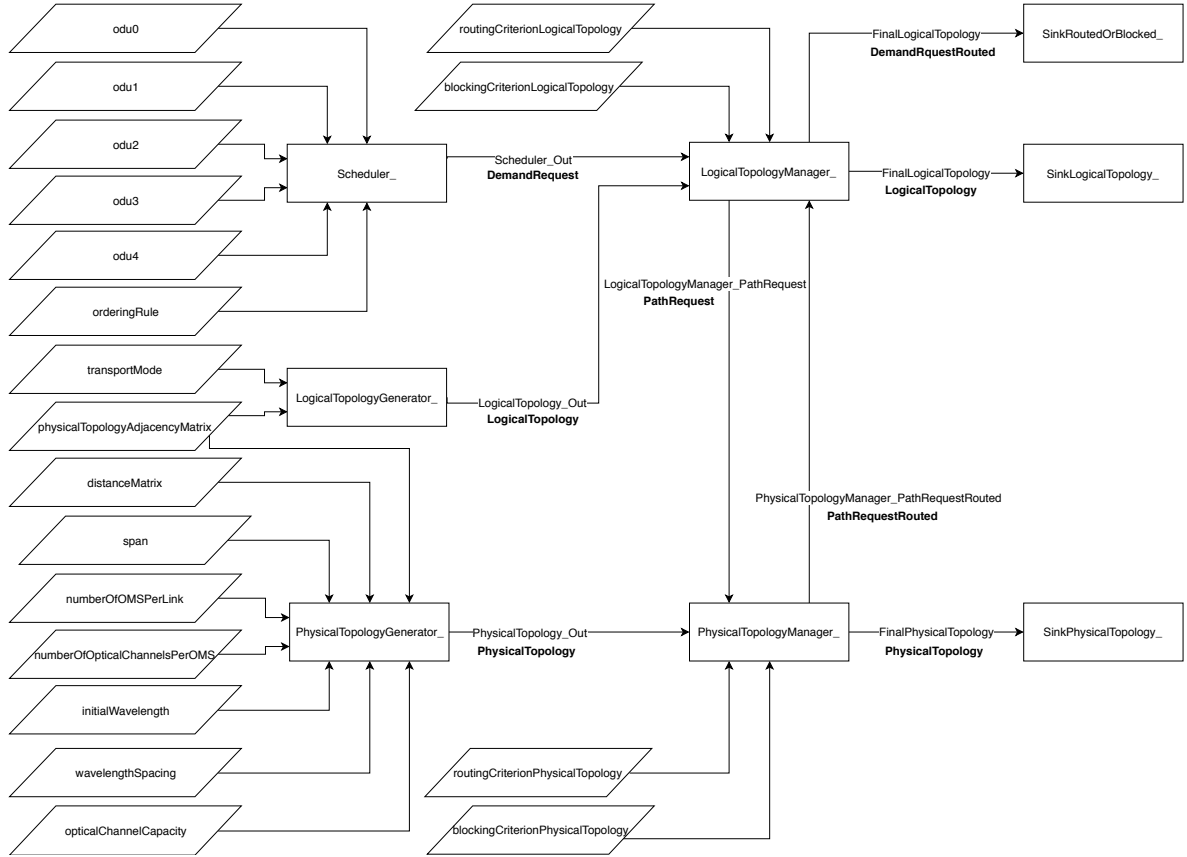 odu0
odu1
odu2
odu3
odu4
orderingRule
transportMode
physicalTopologyAdjacencyMatrix
distanceMatrix
span
numberOfOMSPerLink
numberOfOpticalChannelsPerOMS
initialWavelength
wavelengthSpacing
opticalChannelCapacity
Scheduler_
LogicalTopologyGenerator_
PhysicalTopologyGenerator_
routingCriterionLogicalTopology
blockingCriterionLogicalTopology
Scheduler_Out
DemandRequest
LogicalTopology_Out
LogicalTopology
PhysicalTopology_Out
PhysicalTopology
routingCriterionPhysicalTopology
blockingCriterionPhysicalTopology
LogicalTopologyManager_
LogicalTopologyManager_PathRequest
PathRequest
PhysicalTopologyManager_PathRequestRouted
PathRequestRouted
PhysicalTopologyManager_
FinalLogicalTopology
DemandRquestRouted
FinalLogicalTopology
LogicalTopology
FinalPhysicalTopology
PhysicalTopology
SinkRoutedOrBlocked_
SinkLogicalTopology_
SinkPhysicalTopology_